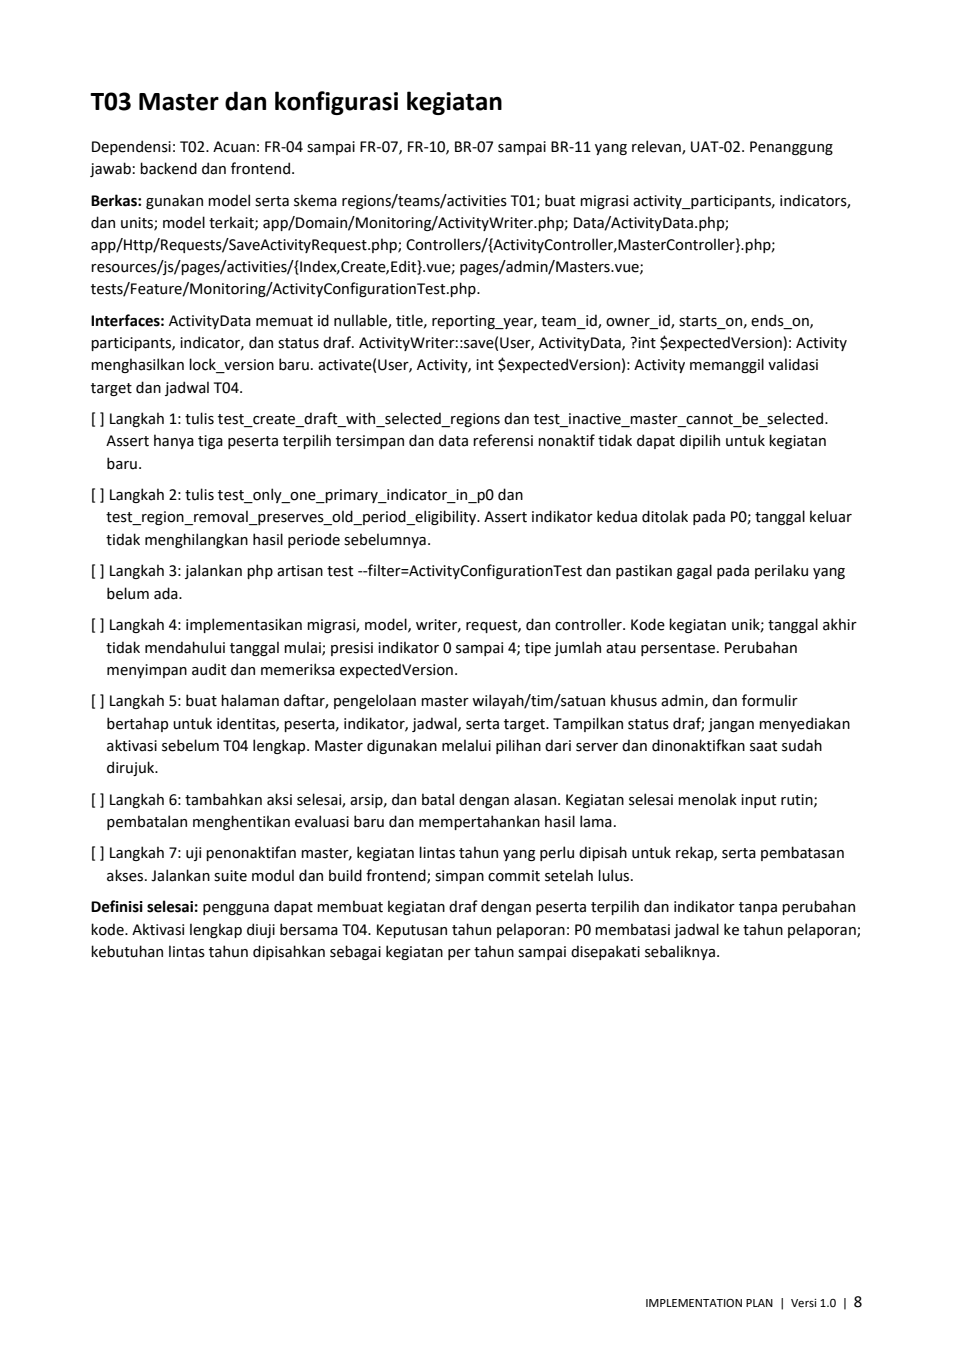 T03 Master dan konfigurasi kegiatan
Dependensi: T02. Acuan: FR-04 sampai FR-07, FR-10, BR-07 sampai BR-11 yang relevan, UAT-02. Penanggung
jawab: backend dan frontend.
Berkas: gunakan model serta skema regions/teams/activities T01; buat migrasi activity_participants, indicators,
dan units; model terkait; app/Domain/Monitoring/ActivityWriter.php; Data/ActivityData.php;
app/Http/Requests/SaveActivityRequest.php; Controllers/{ActivityController,MasterController}.php;
resources/js/pages/activities/{Index,Create,Edit}.vue; pages/admin/Masters.vue;
tests/Feature/Monitoring/ActivityConfigurationTest.php.
Interfaces: ActivityData memuat id nullable, title, reporting_year, team_id, owner_id, starts_on, ends_on,
participants, indicator, dan status draf. ActivityWriter::save(User, ActivityData, ?int $expectedVersion): Activity
menghasilkan lock_version baru. activate(User, Activity, int $expectedVersion): Activity memanggil validasi
target dan jadwal T04.
[ ] Langkah 1: tulis test_create_draft_with_selected_regions dan test_inactive_master_cannot_be_selected.
Assert hanya tiga peserta terpilih tersimpan dan data referensi nonaktif tidak dapat dipilih untuk kegiatan
baru.
[ ] Langkah 2: tulis test_only_one_primary_indicator_in_p0 dan
test_region_removal_preserves_old_period_eligibility. Assert indikator kedua ditolak pada P0; tanggal keluar
tidak menghilangkan hasil periode sebelumnya.
[ ] Langkah 3: jalankan php artisan test --filter=ActivityConfigurationTest dan pastikan gagal pada perilaku yang
belum ada.
[ ] Langkah 4: implementasikan migrasi, model, writer, request, dan controller. Kode kegiatan unik; tanggal akhir
tidak mendahului tanggal mulai; presisi indikator 0 sampai 4; tipe jumlah atau persentase. Perubahan
menyimpan audit dan memeriksa expectedVersion.
[ ] Langkah 5: buat halaman daftar, pengelolaan master wilayah/tim/satuan khusus admin, dan formulir
bertahap untuk identitas, peserta, indikator, jadwal, serta target. Tampilkan status draf; jangan menyediakan
aktivasi sebelum T04 lengkap. Master digunakan melalui pilihan dari server dan dinonaktifkan saat sudah
dirujuk.
[ ] Langkah 6: tambahkan aksi selesai, arsip, dan batal dengan alasan. Kegiatan selesai menolak input rutin;
pembatalan menghentikan evaluasi baru dan mempertahankan hasil lama.
[ ] Langkah 7: uji penonaktifan master, kegiatan lintas tahun yang perlu dipisah untuk rekap, serta pembatasan
akses. Jalankan suite modul dan build frontend; simpan commit setelah lulus.
Definisi selesai: pengguna dapat membuat kegiatan draf dengan peserta terpilih dan indikator tanpa perubahan
kode. Aktivasi lengkap diuji bersama T04. Keputusan tahun pelaporan: P0 membatasi jadwal ke tahun pelaporan;
kebutuhan lintas tahun dipisahkan sebagai kegiatan per tahun sampai disepakati sebaliknya.
IMPLEMENTATION PLAN | Versi 1.0 | 8